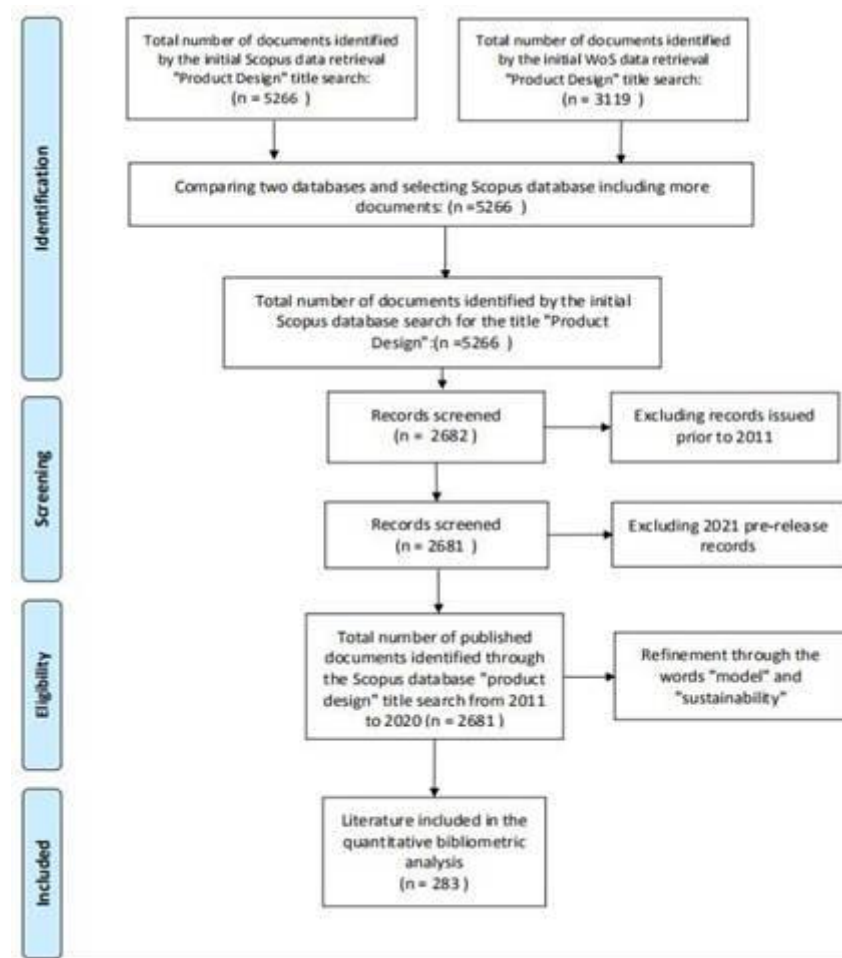 Identification
Total number of documents identified
by the initial Scopus data retrieval
"Product Design" title search:
(n = 5266 )
Total number of documents identified
by the initial WoS data retrieval
"Product Design" title search:
(n = 3119 )
Comparing two databases and selecting Scopus database including more
documents: (n =5266 )
Total number of documents identified by the initial
Scopus database search for the title "Product
Design":(n =5266 )
Screening
Records screened
(n = 2682 )
Excluding records issued
prior to 2011
Records screened
(n = 2681 )
Excluding 2021 pre-release
records
Eligibility
Total number of published
documents identified through
the Scopus database "product
design" title search from 2011
to 2020 (n = 2681 )
Refinement through the
words "model" and
"sustainability"
Included
Literature included in the
quantitative bibliometric
analysis
(n = 283 )